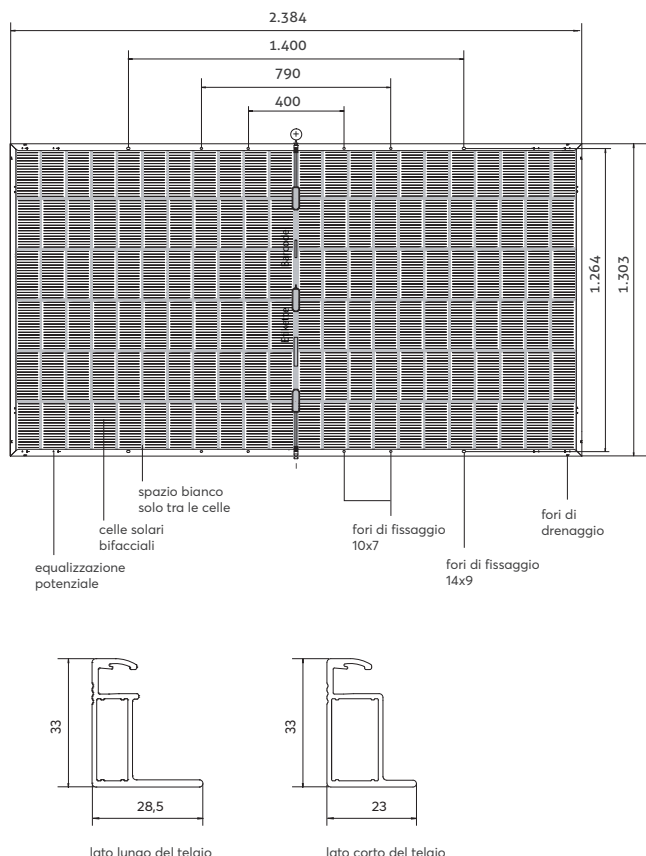 2.384
1.400
790
400
+
Barcode
Etikette
1.264
1.303
-
spazio bianco
solo tra le celle
celle solari
bifacciali
equalizzazione
potenziale
fori di fissaggio
10x7
fori di fissaggio
14x9
fori di
drenaggio
33
28,5
lato lungo del telaio
33
23
lato corto del telaio